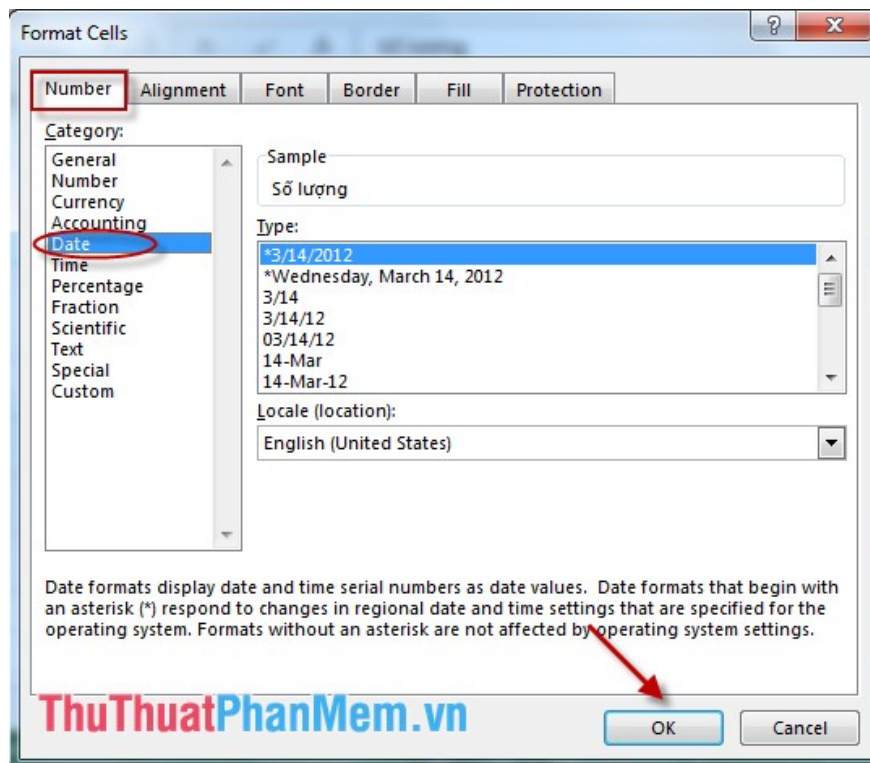 Format Cells
Number Alignment Font Border Fill Protection
Category:
General
Number
Currency
Accounting
Date
Time
Percentage
Fraction
Scientific
Text
Special
Custom
Sample
Số lượng
Type:
*3/14/2012
*Wednesday, March 14, 2012
3/14
3/14/12
03/14/12
14-Mar
14-Mar-12
Locale (location):
English (United States)
Date formats display date and time serial numbers as date values. Date formats that begin with
an asterisk (*) respond to changes in regional date and time settings that are specified for the
operating system. Formats without an asterisk are not affected by operating system settings.
ThuThuatPhanMem.vn
OK Cancel